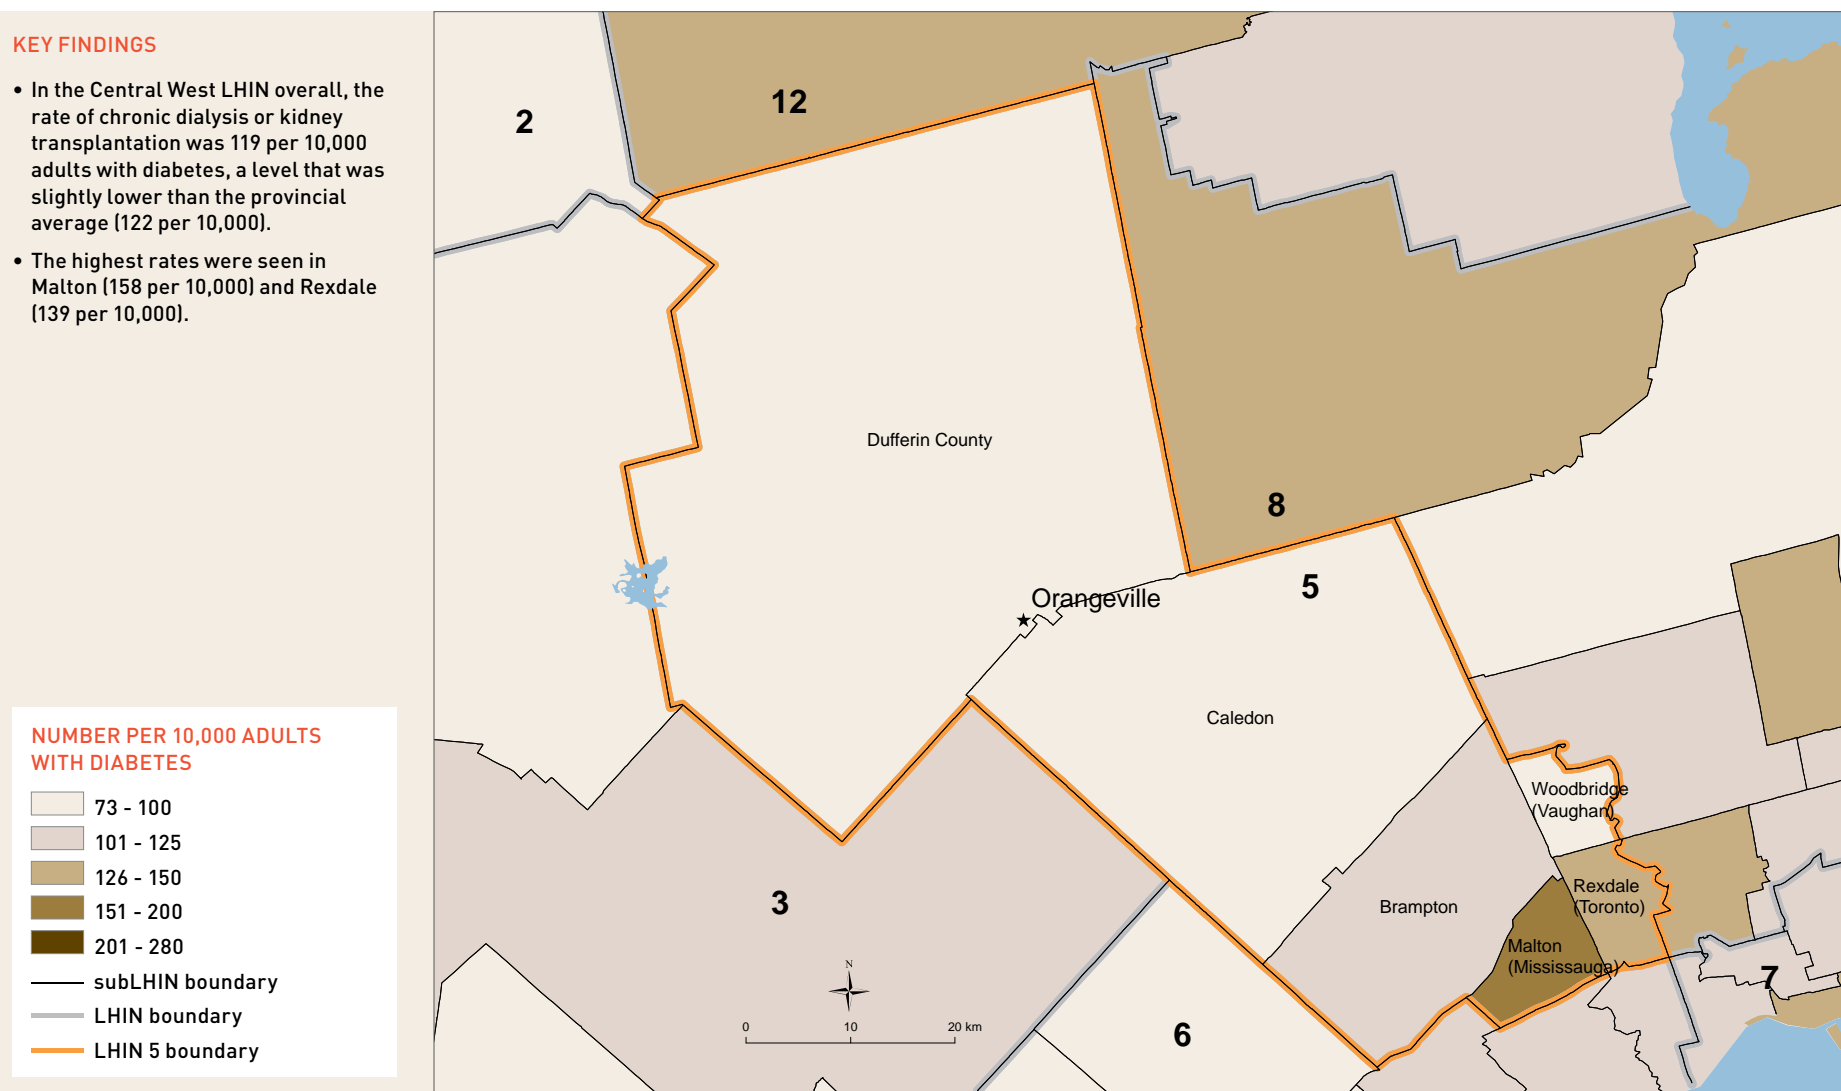 KEY FINDINGS
• In the Central West LHIN overall, the
rate of chronic dialysis or kidney
transplantation was 119 per 10,000
adults with diabetes, a level that was
slightly lower than the provincial
average (122 per 10,000).
• The highest rates were seen in
Malton (158 per 10,000) and Rexdale
(139 per 10,000).
NUMBER PER 10,000 ADULTS
WITH DIABETES
73 - 100
101 - 125
126 - 150
151 - 200
201 - 280
subLHIN boundary
LHIN boundary
LHIN 5 boundary
2
12
Dufferin County
8
5
Orangeville
Caledon
Woodbridge
(Vaughan)
3
Brampton
Rexdale
(Toronto)
Malton
(Mississauga)
7
6
N
0 10 20 km